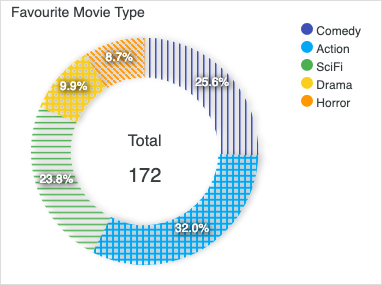 Favourite Movie Type
Comedy
Action
SciFi
Drama
Horror
8.7%
25.6%
9.9%
Total
172
23.8%
32.0%